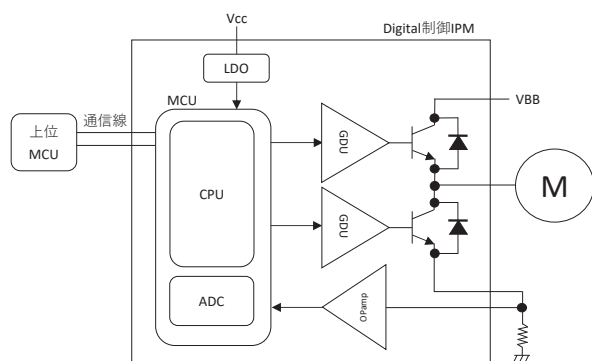 Vcc
Digital制御IPM
LDO
VBB
MCU
通信線
上位
MCU
GDU
CPU
M
GDU
ADC
OPamp